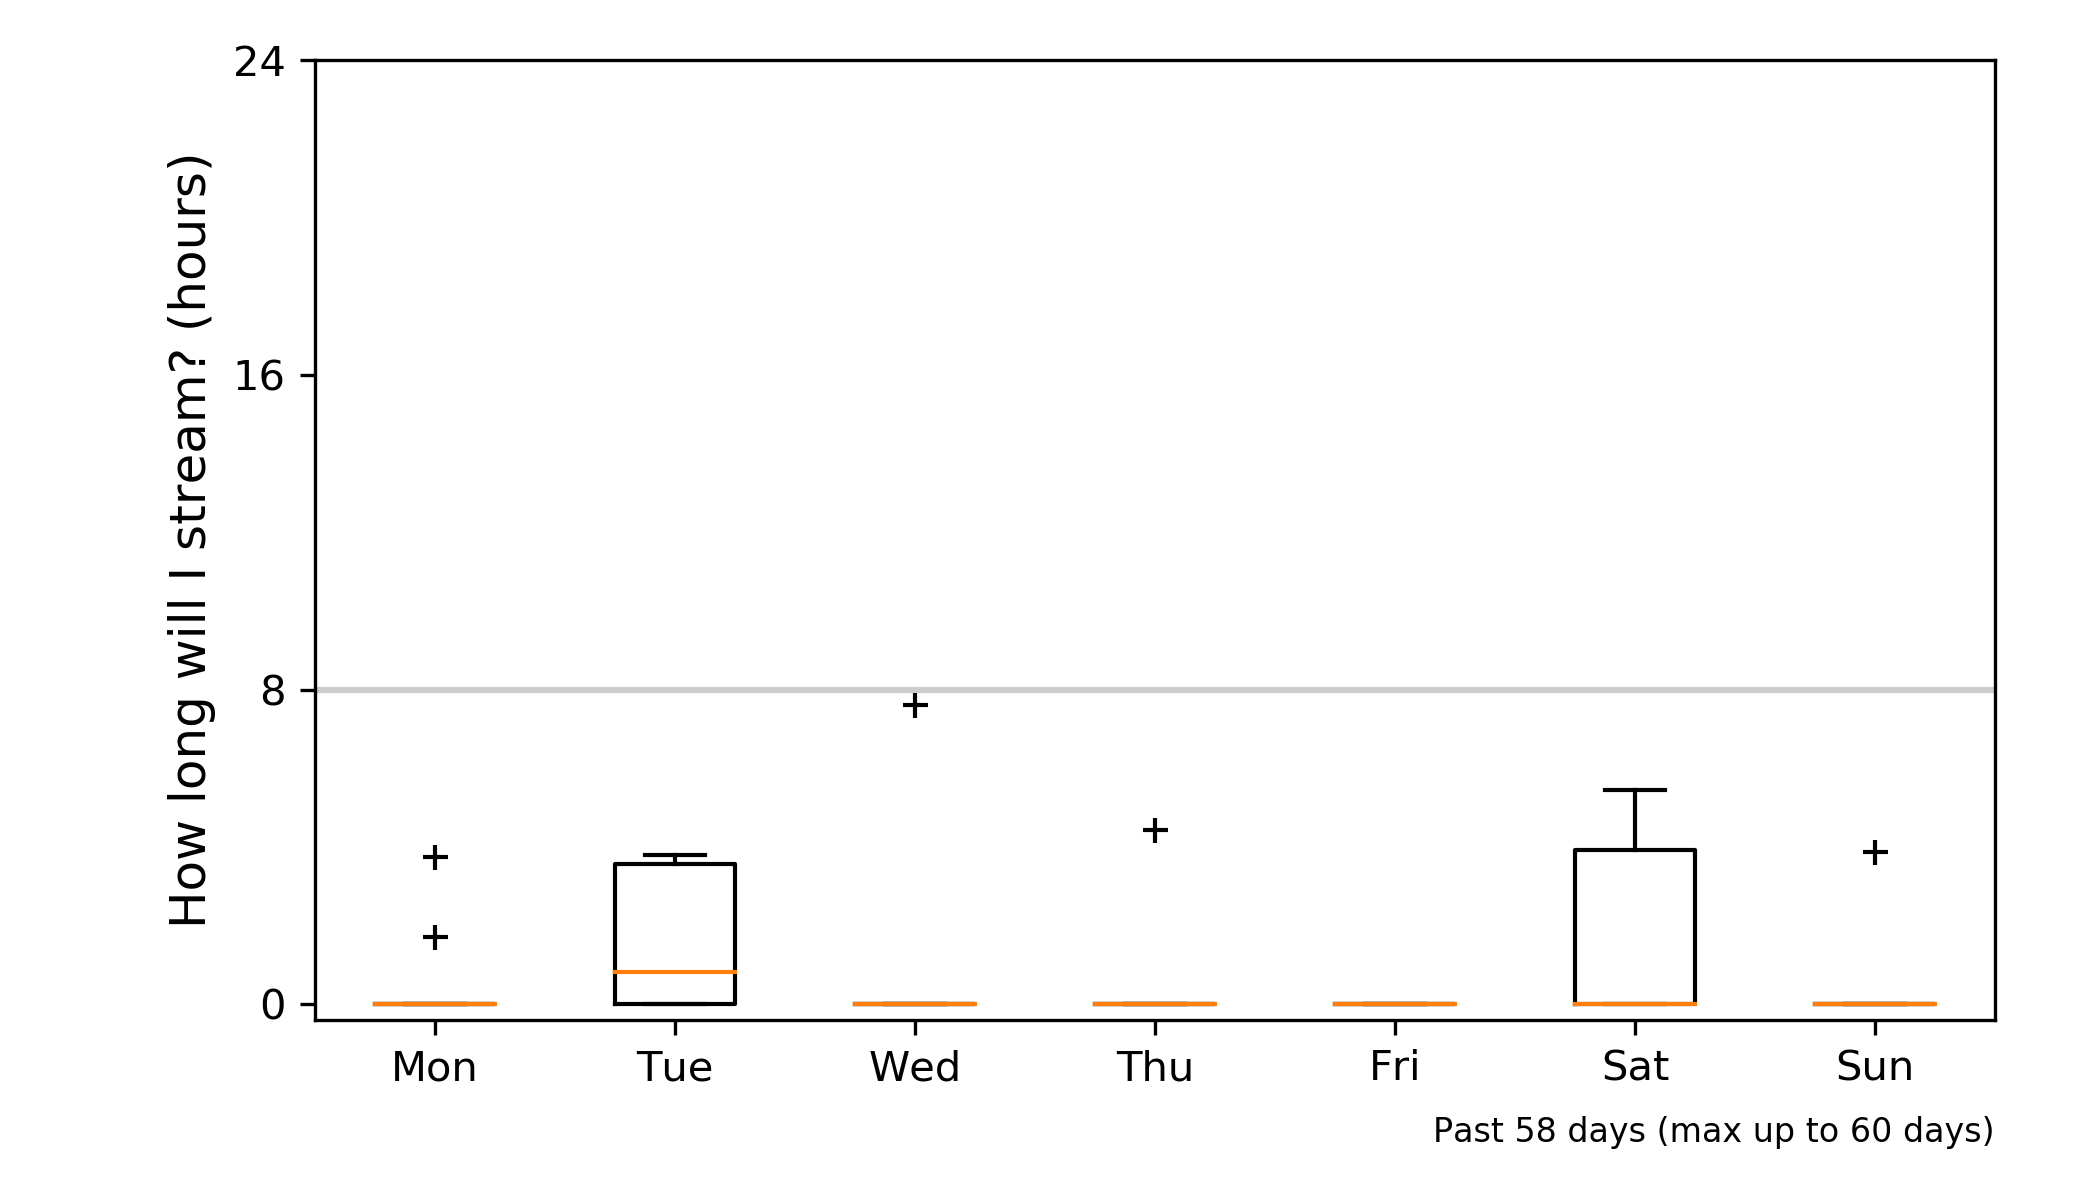 How long will I stream? (hours)
24
16
8
0
Mon Tue Wed Thu Fri Sat Sun
Past 58 days (max up to 60 days)